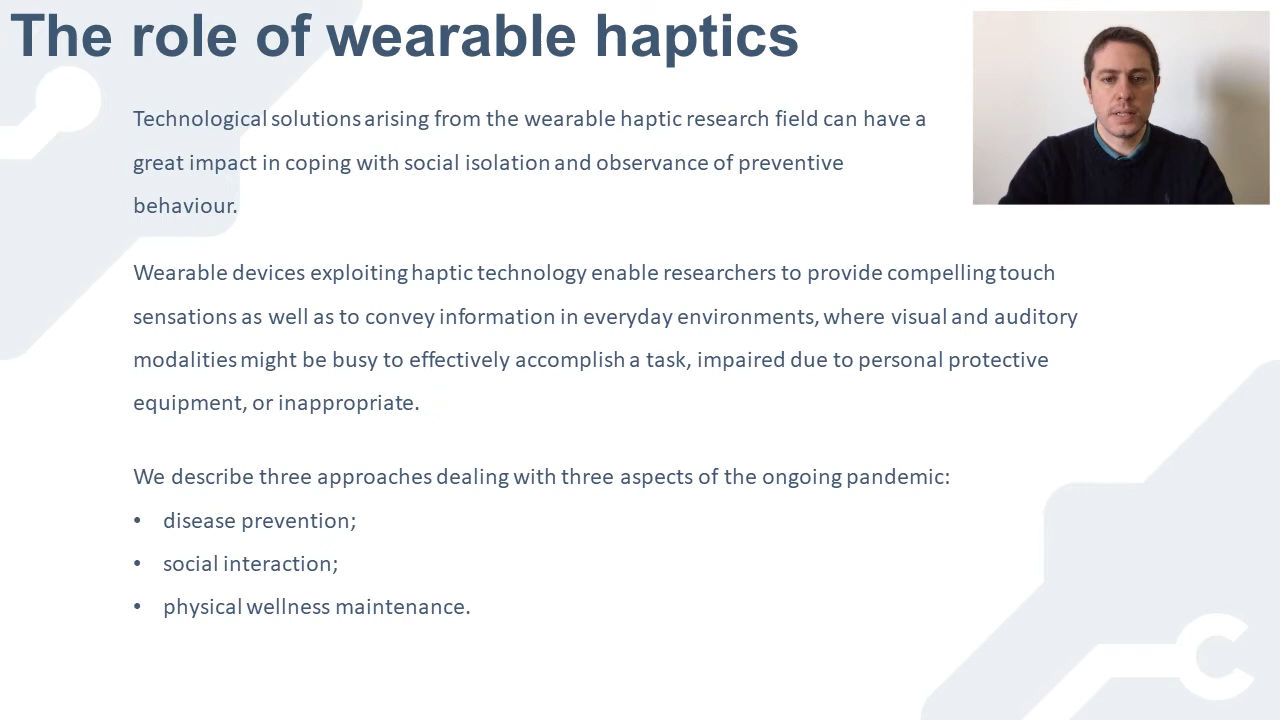 The role of wearable haptics
Technological solutions arising from the wearable haptic research field can have a
great impact in coping with social isolation and observance of preventive
behaviour.
Wearable devices exploiting haptic technology enable researchers to provide compelling touch
sensations as well as to convey information in everyday environments, where visual and auditory
modalities might be busy to effectively accomplish a task, impaired due to personal protective
equipment, or inappropriate.
We describe three approaches dealing with three aspects of the ongoing pandemic:
• disease prevention;
• social interaction;
• physical wellness maintenance.